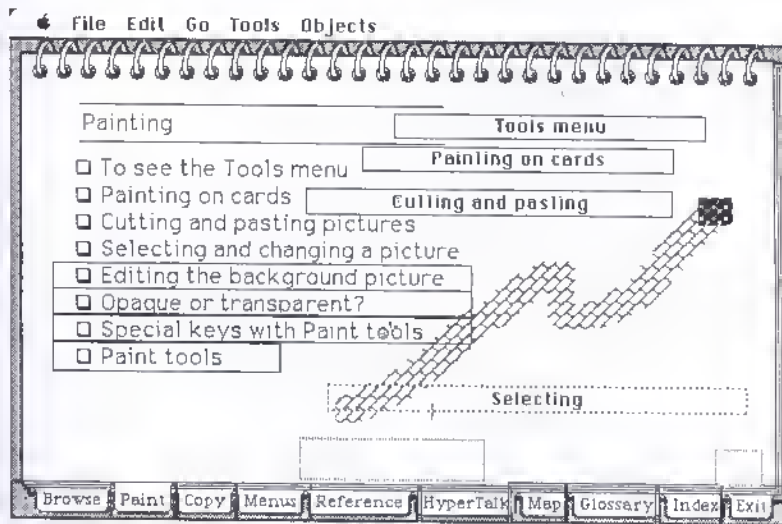 File Edit Go Tools Objects
Painting
Tools menu
To see the Tools menu
Painting on cards
Painting on cards
Cutting and pasting
Cutting and pasting pictures
Selecting and changing a picture
Editing the background picture
Opaque or transparent?
Special keys with Paint tools
Paint tools
Selecting
Browse Paint Copy Menus Reference HyperTalk Map Glossary Index Exit